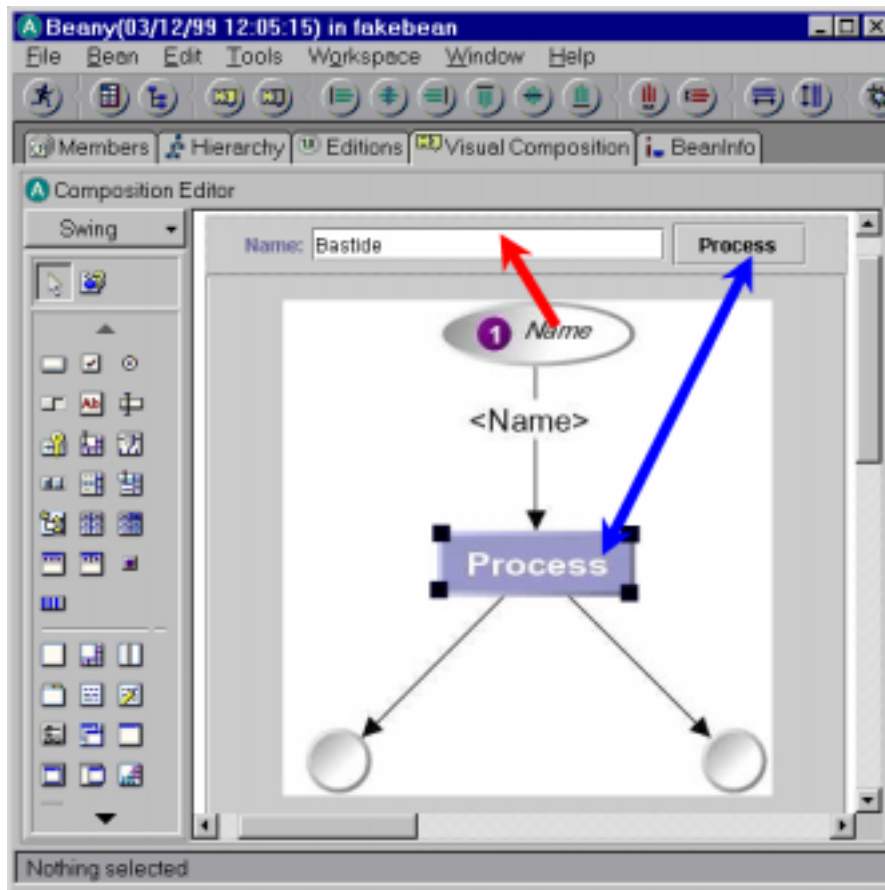 Beany(03/12/99 12:05:15) in fakebean
File Bean Edit Tools Workspace Window Help
Members Hierarchy Editions Visual Composition BeanInfo
Composition Editor
Swing
Name: Bastide Process
1 Name
<Name>
Process
Nothing selected